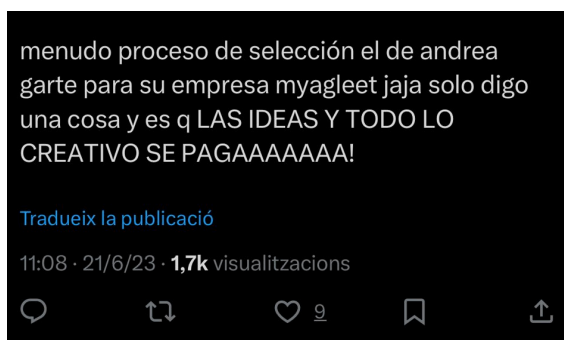 menudo proceso de selección el de andrea
garte para su empresa myagleet jaja solo digo
una cosa y es q LAS IDEAS Y TODO LO
CREATIVO SE PAGAAAAAAA!
Tradueix la publicació
11:08 · 21/6/23 · 1,7k visualitzacions
9